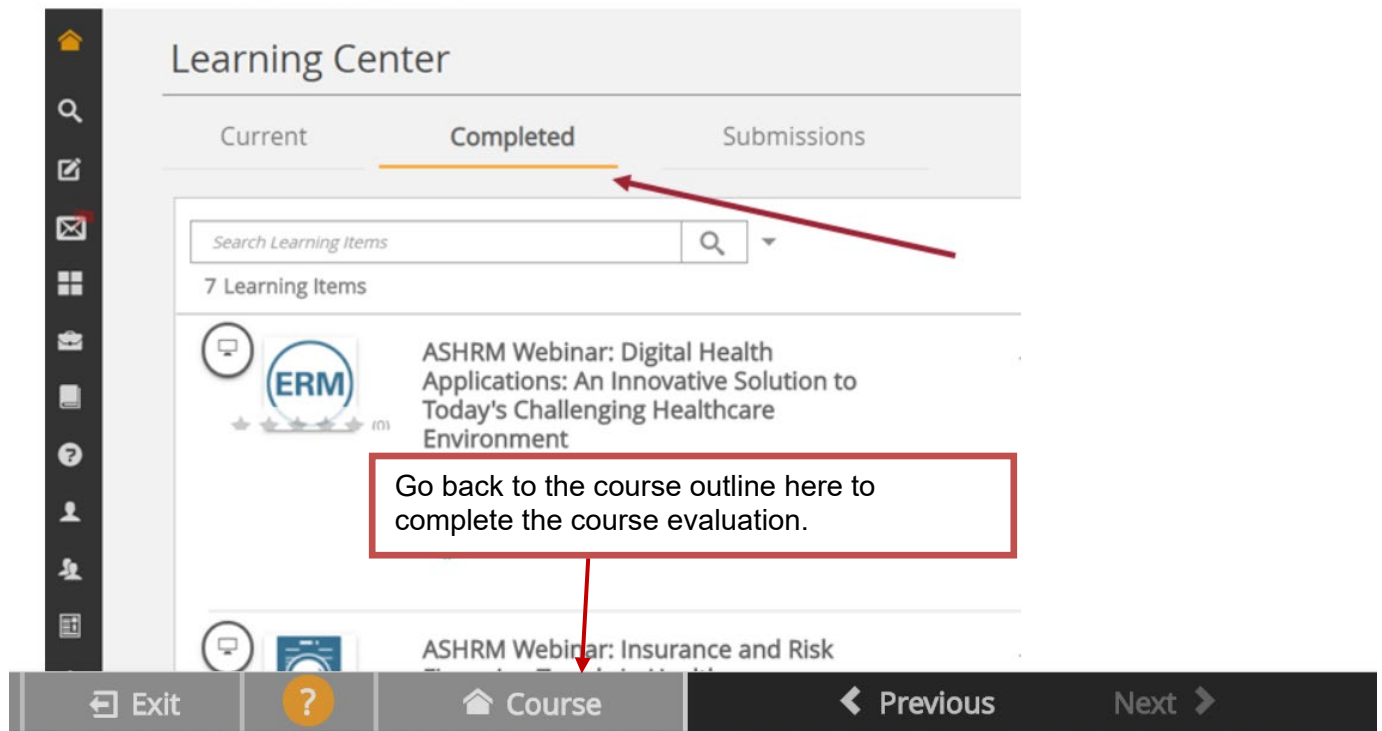 Learning Center
Current Completed Submissions
Search Learning Items
7 Learning Items
ERM
(0)
ASHRM Webinar: Digital Health
Applications: An Innovative Solution to
Today's Challenging Healthcare
Environment
Go back to the course outline here to
complete the course evaluation.
ASHRM Webinar: Insurance and Risk
Exit ? Course Previous Next